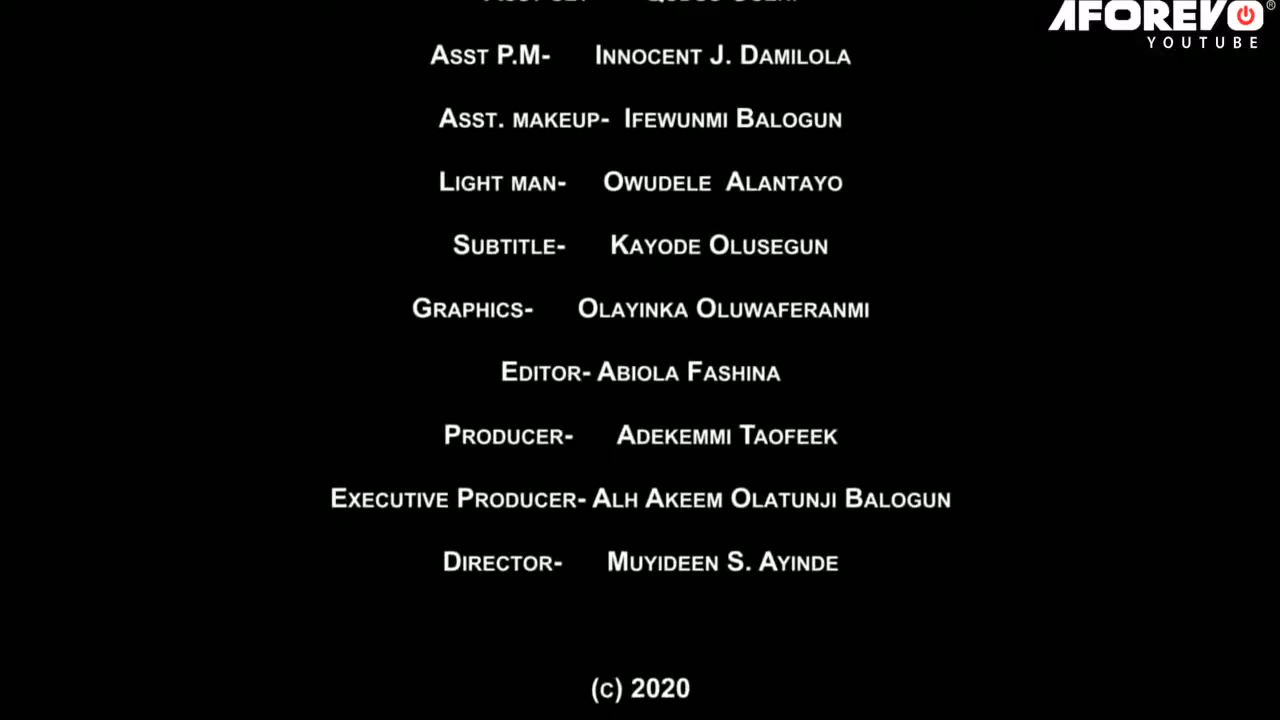 AFOREVO®
YOUTUBE
ASST P.M- INNOCENT J. DAMILOLA
ASST. MAKEUP- IFEWUNMI BALOGUN
LIGHT MAN- OWUDELE ALANTAYO
SUBTITLE- KAYODE OLUSEGUN
GRAPHICS- OLAYINKA OLUWAFERANMI
EDITOR- ABIOLA FASHINA
PRODUCER- ADEKEMMI TAOFEEK
EXECUTIVE PRODUCER- ALH AKEEM OLATUNJI BALOGUN
DIRECTOR- MUYIDEEN S. AYINDE
(C) 2020